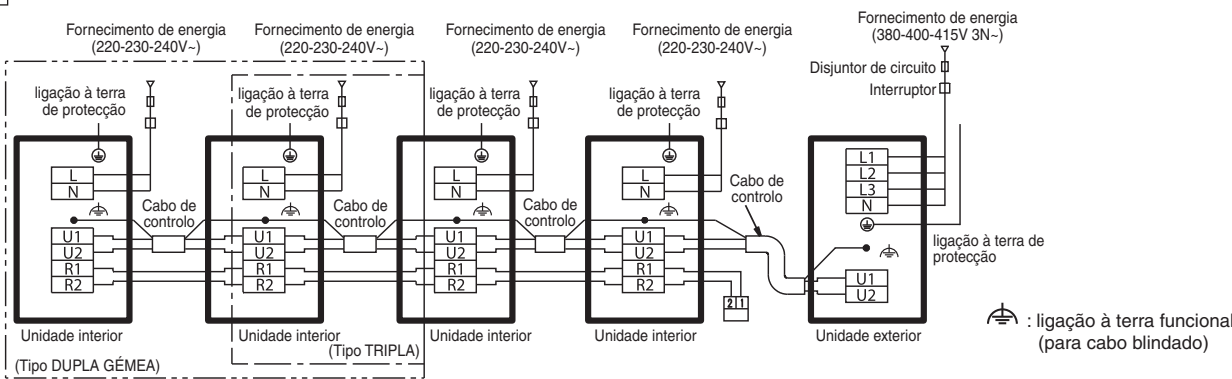 Fornecimento de energia
(220-230-240V~)
Fornecimento de energia
(220-230-240V~)
Fornecimento de energia
(220-230-240V~)
Fornecimento de energia
(220-230-240V~)
Fornecimento de energia
(380-400-415V 3N~)
Disjuntor de circuito
Interruptor
ligação à terra
de protecção
ligação à terra
de protecção
ligação à terra
de protecção
ligação à terra
de protecção
L
N
L
N
L
N
L
N
L1
L2
L3
N
Cabo de
controlo
Cabo de
controlo
Cabo de
controlo
Cabo de
controlo
ligação à terra de
protecção
U1
U2
R1
R2
U1
U2
R1
R2
U1
U2
R1
R2
U1
U2
R1
R2
2 1
U1
U2
Unidade interior
Unidade interior
Unidade interior
Unidade interior
Unidade exterior
(Tipo TRIPLA)
(Tipo DUPLA GÉMEA)
: ligação à terra funcional
(para cabo blindado)